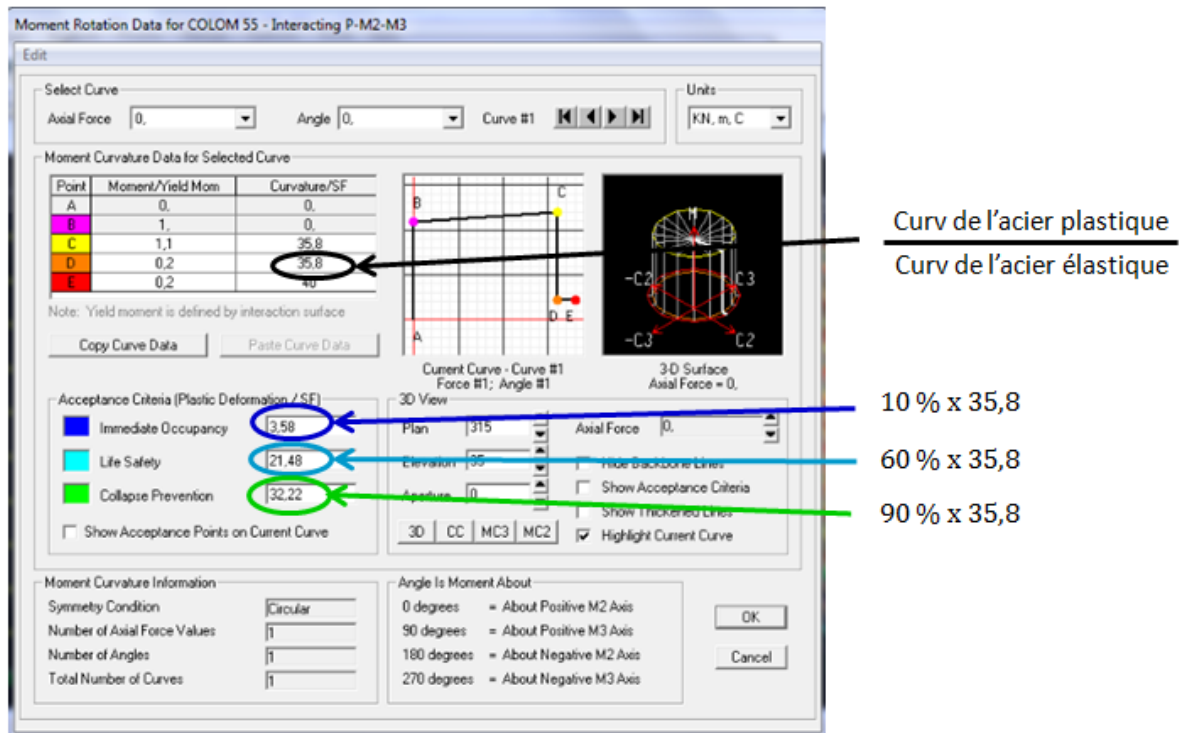 Moment Rotation Data for COLOM 55 - Interacting P-M2-M3
Edit
Select Curve
Axial Force 0, Angle 0, Curve #1
Units
KN, m, C
Moment Curvature Data for Selected Curve
Point Moment/Yield Mom Curvature/SF
A 0, 0,
B 1, 0,
C 1,1 35,8
D 0,2 35,8
E 0,2 40
Note: Yield moment is defined by interaction surface
Copy Curve Data Paste Curve Data
B
C
D E
A
Current Curve - Curve #1
Force #1; Angle #1
M
-C2
C3
-C3
C2
3-D Surface
Axial Force = 0,
Curv de l'acier plastique
Curv de l'acier élastique
Acceptance Criteria (Plastic Deformation / SF)
Immediate Occupancy 3,58
Life Safety 21,48
Collapse Prevention 32,22
Show Acceptance Points on Current Curve
3D View
Plan 315 Axial Force 0,
Elevation 35 Hide Backbone Lines
Aperture 0 Show Acceptance Criteria
Show Thickened Lines
3D CC MC3 MC2 Highlight Current Curve
10 % x 35,8
60 % x 35,8
90 % x 35,8
Moment Curvature Information
Symmetry Condition Circular
Number of Axial Force Values 1
Number of Angles 1
Total Number of Curves 1
Angle Is Moment About
0 degrees = About Positive M2 Axis
90 degrees = About Positive M3 Axis
180 degrees = About Negative M2 Axis
270 degrees = About Negative M3 Axis
OK
Cancel